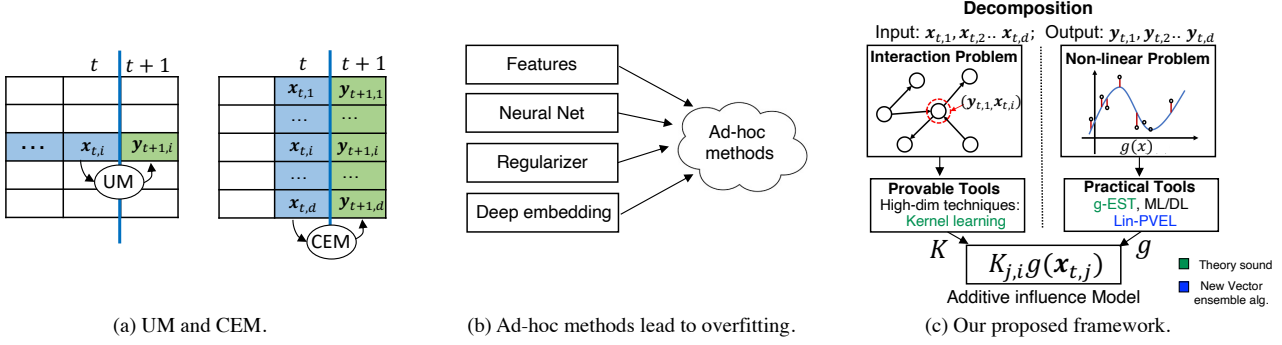 t t + 1
... x_{t,i} y_{t+1,i}
UM
t t + 1
x_{t,1} y_{t+1,1}
... ...
x_{t,i} y_{t+1,i}
... ...
x_{t,d} y_{t+1,d}
CEM
(a) UM and CEM.
Features
Neural Net
Regularizer
Deep embedding
Ad-hoc
methods
(b) Ad-hoc methods lead to overfitting.
Decomposition
Input: x_{t,1}, x_{t,2}.. x_{t,d}; Output: y_{t,1}, y_{t,2}.. y_{t,d}
Interaction Problem
(y_{t,1}, x_{t,i})
Non-linear Problem
g(x)
Provable Tools
High-dim techniques:
Kernel learning
Practical Tools
g-EST, ML/DL
Lin-PVEL
K g
K_{j,i}g(x_{t,j})
Additive influence Model
Theory sound
New Vector
ensemble alg.
(c) Our proposed framework.